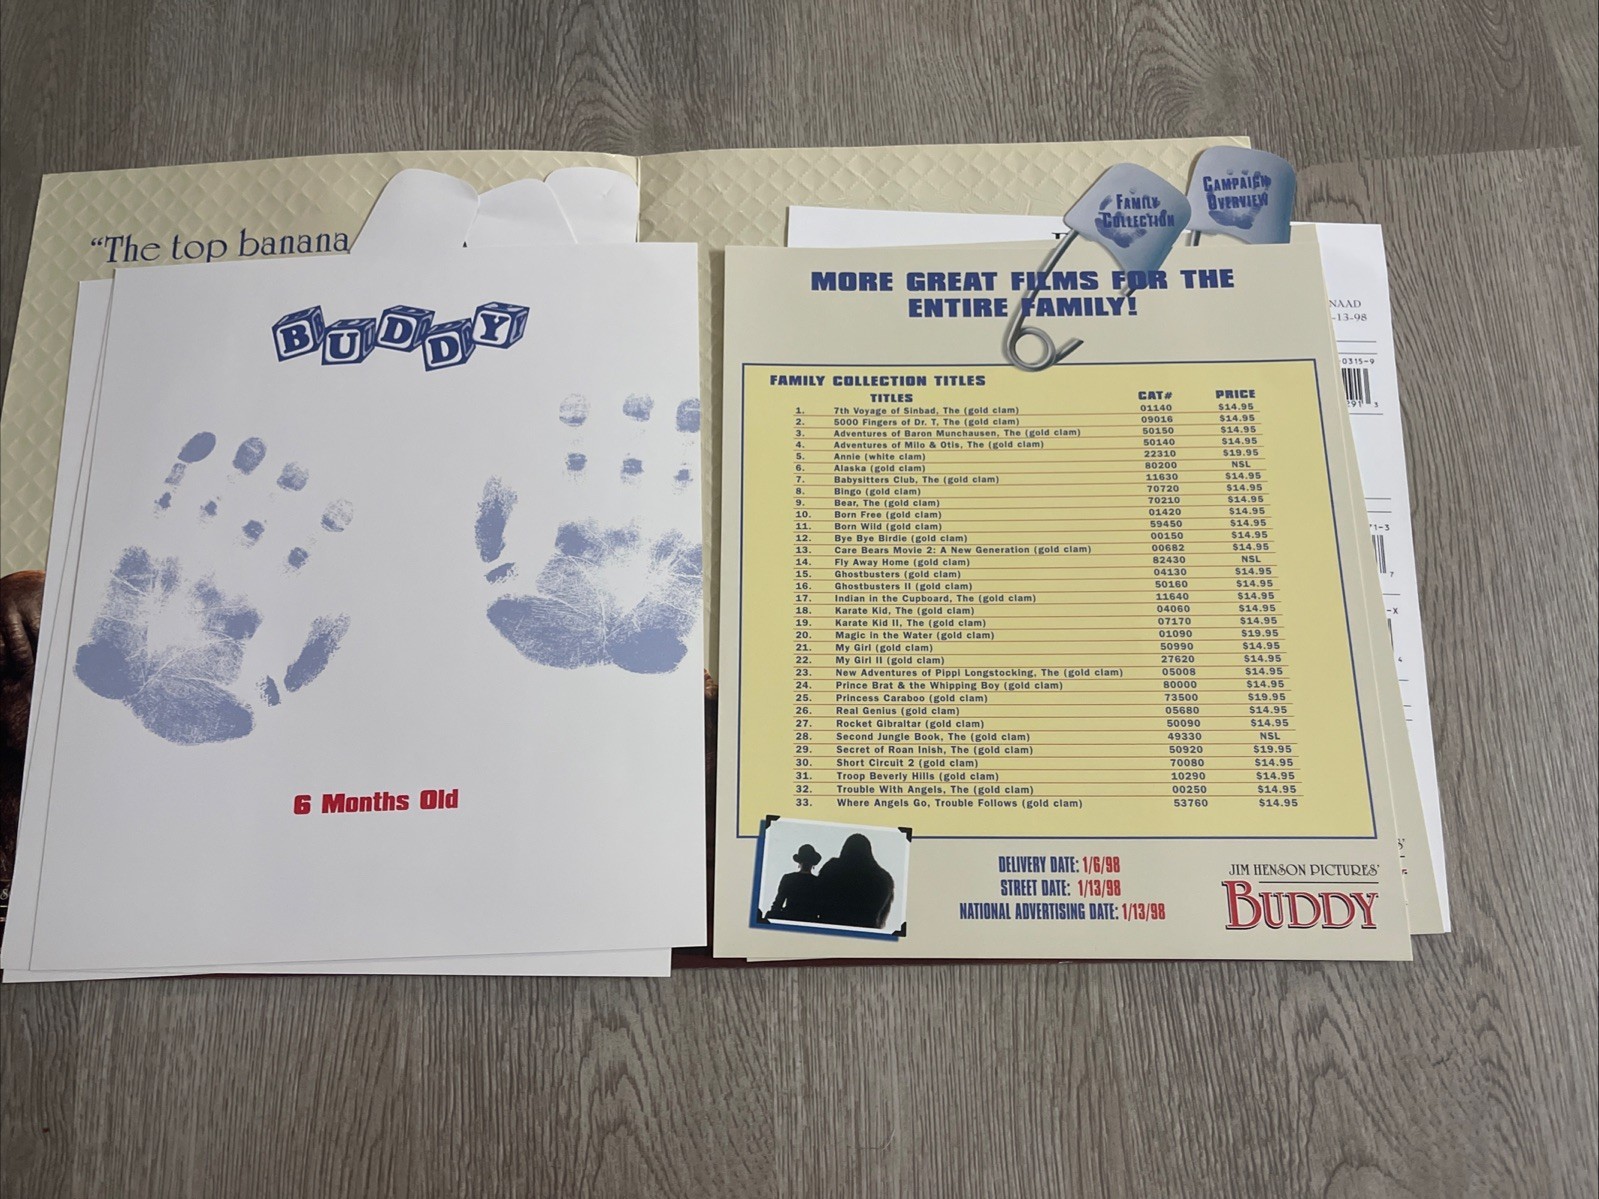 "The top banana
BUDDY
6 Months Old
FAMILY
COLLECTION
CAMPAIGN
OVERVIEW
MORE GREAT FILMS FOR THE
ENTIRE FAMILY!
FAMILY COLLECTION TITLES
TITLES CAT# PRICE
1. 7th Voyage of Sinbad, The (gold clam) 01140 $14.95
2. 5000 Fingers of Dr. T, The (gold clam) 09016 $14.95
3. Adventures of Baron Munchausen, The (gold clam) 50150 $14.95
4. Adventures of Milo & Otis, The (gold clam) 50140 $14.95
5. Annie (white clam) 22310 $19.95
6. Alaska (gold clam) 80200 NSL
7. Babysitters Club, The (gold clam) 11630 $14.95
8. Bingo (gold clam) 70720 $14.95
9. Bear, The (gold clam) 70210 $14.95
10. Born Free (gold clam) 01420 $14.95
11. Born Wild (gold clam) 59450 $14.95
12. Bye Bye Birdie (gold clam) 00150 $14.95
13. Care Bears Movie 2: A New Generation (gold clam) 00682 $14.95
14. Fly Away Home (gold clam) 82430 NSL
15. Ghostbusters (gold clam) 04130 $14.95
16. Ghostbusters II (gold clam) 50160 $14.95
17. Indian in the Cupboard, The (gold clam) 11640 $14.95
18. Karate Kid, The (gold clam) 04060 $14.95
19. Karate Kid II, The (gold clam) 07170 $14.95
20. Magic in the Water (gold clam) 01090 $19.95
21. My Girl (gold clam) 50990 $14.95
22. My Girl II (gold clam) 27620 $14.95
23. New Adventures of Pippi Longstocking, The (gold clam) 05008 $14.95
24. Prince Brat & the Whipping Boy (gold clam) 80000 $14.95
25. Princess Caraboo (gold clam) 73500 $19.95
26. Real Genius (gold clam) 05680 $14.95
27. Rocket Gibraltar (gold clam) 50090 $14.95
28. Second Jungle Book, The (gold clam) 49330 NSL
29. Secret of Roan Inish, The (gold clam) 50920 $19.95
30. Short Circuit 2 (gold clam) 70080 $14.95
31. Troop Beverly Hills (gold clam) 10290 $14.95
32. Trouble With Angels, The (gold clam) 00250 $14.95
33. Where Angels Go, Trouble Follows (gold clam) 53760 $14.95
DELIVERY DATE: 1/6/98
STREET DATE: 1/13/98
NATIONAL ADVERTISING DATE: 1/13/98
JIM HENSON PICTURES'
BUDDY
NAAD
-13-98
0315-9
291 3
71-3
7
-X
4